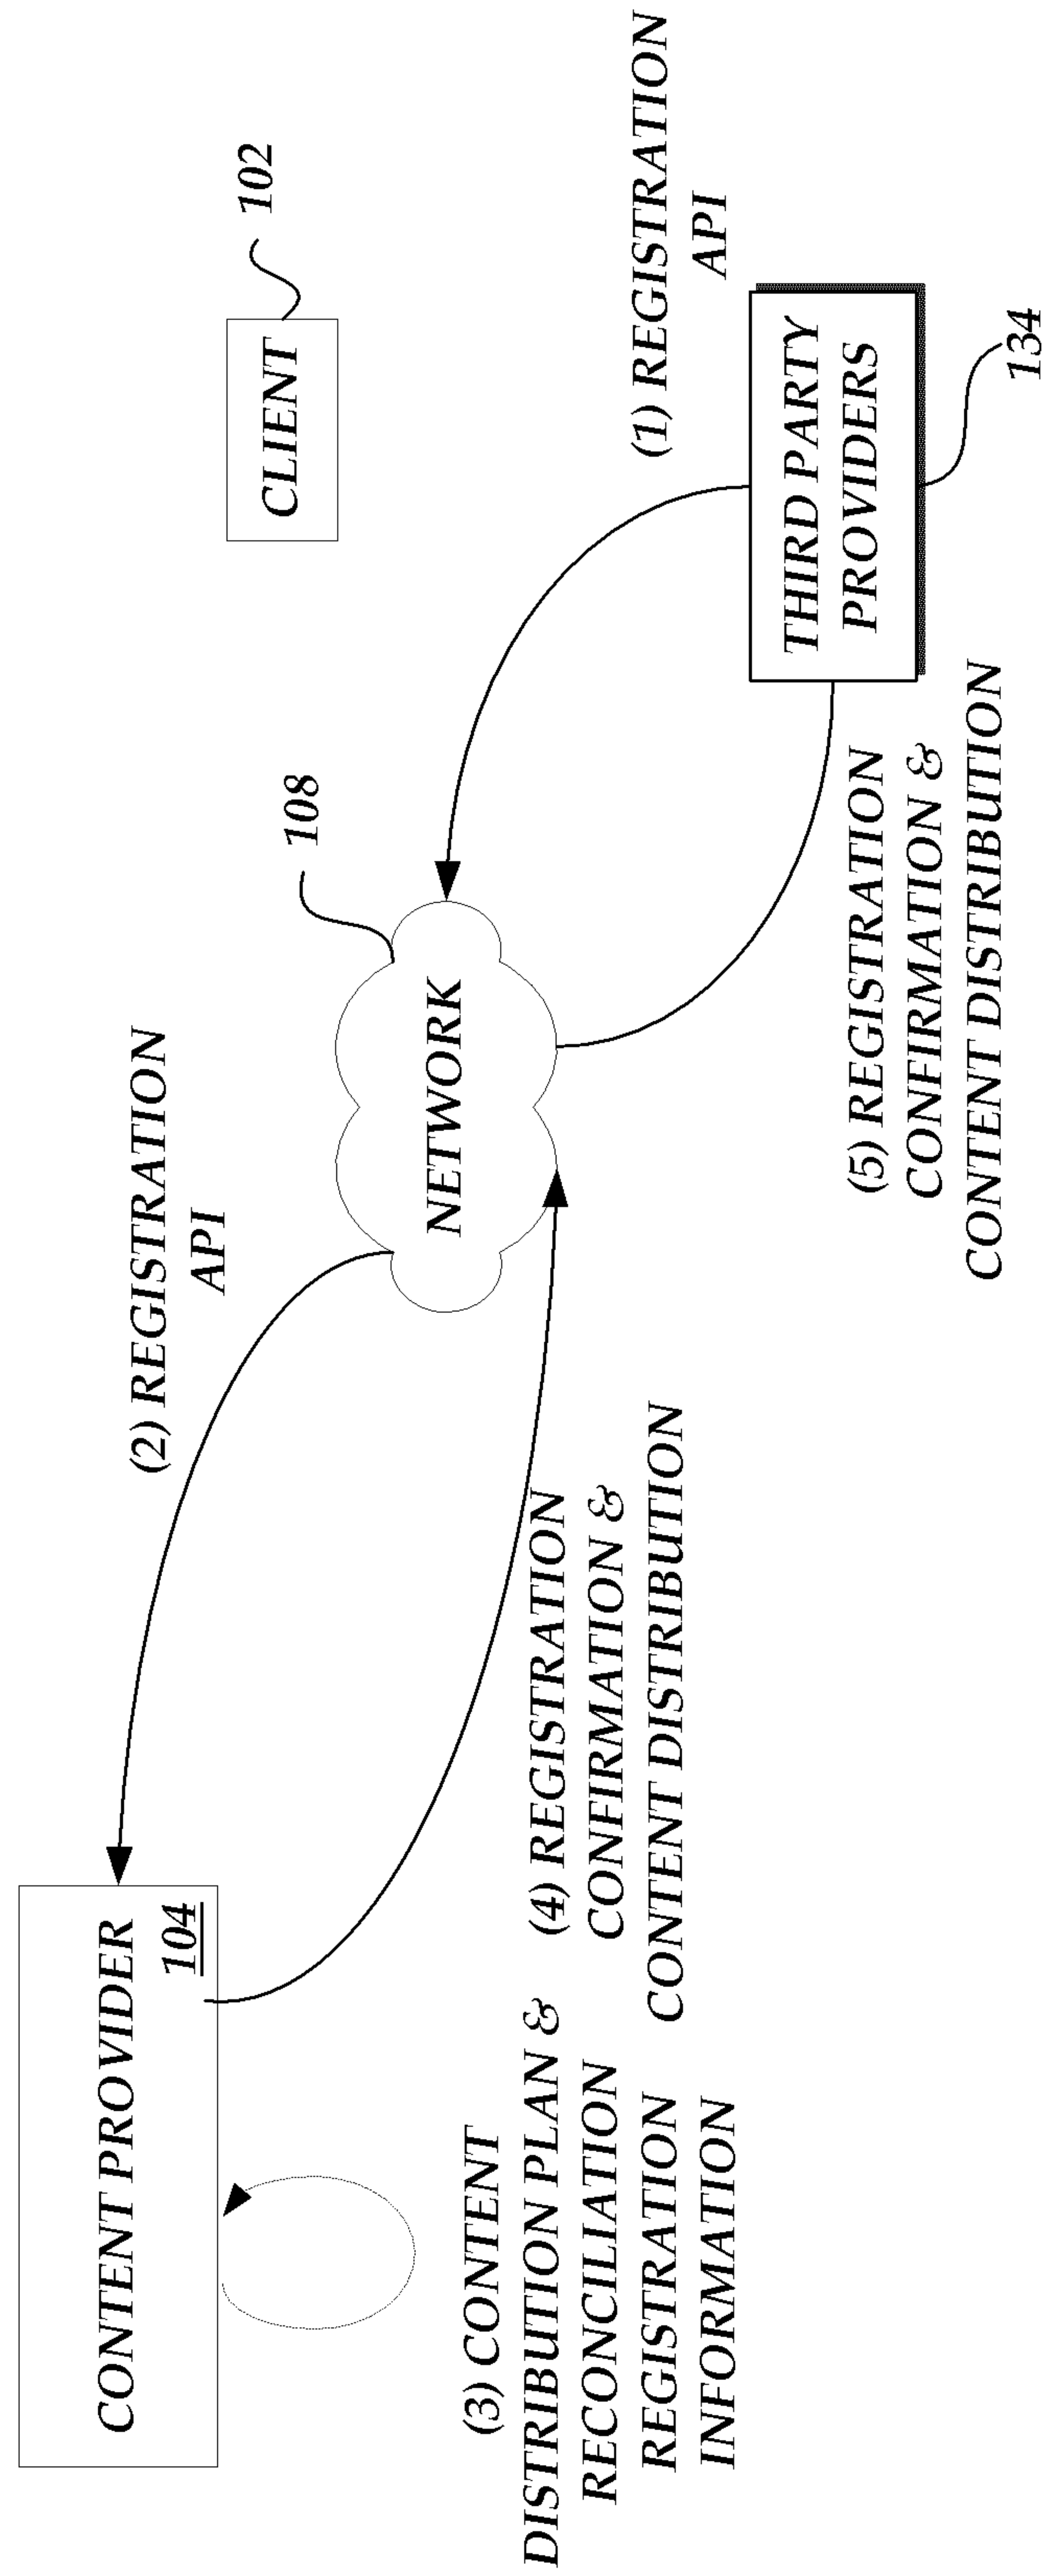 CONTENT PROVIDER
104
(2) REGISTRATION
API
CLIENT
102
NETWORK
108
(1) REGISTRATION
API
(3) CONTENT
DISTRIBUTION PLAN &
RECONCILIATION
REGISTRATION
INFORMATION
(4) REGISTRATION
CONFIRMATION &
CONTENT DISTRIBUTION
THIRD PARTY
PROVIDERS
134
(5) REGISTRATION
CONFIRMATION &
CONTENT DISTRIBUTION